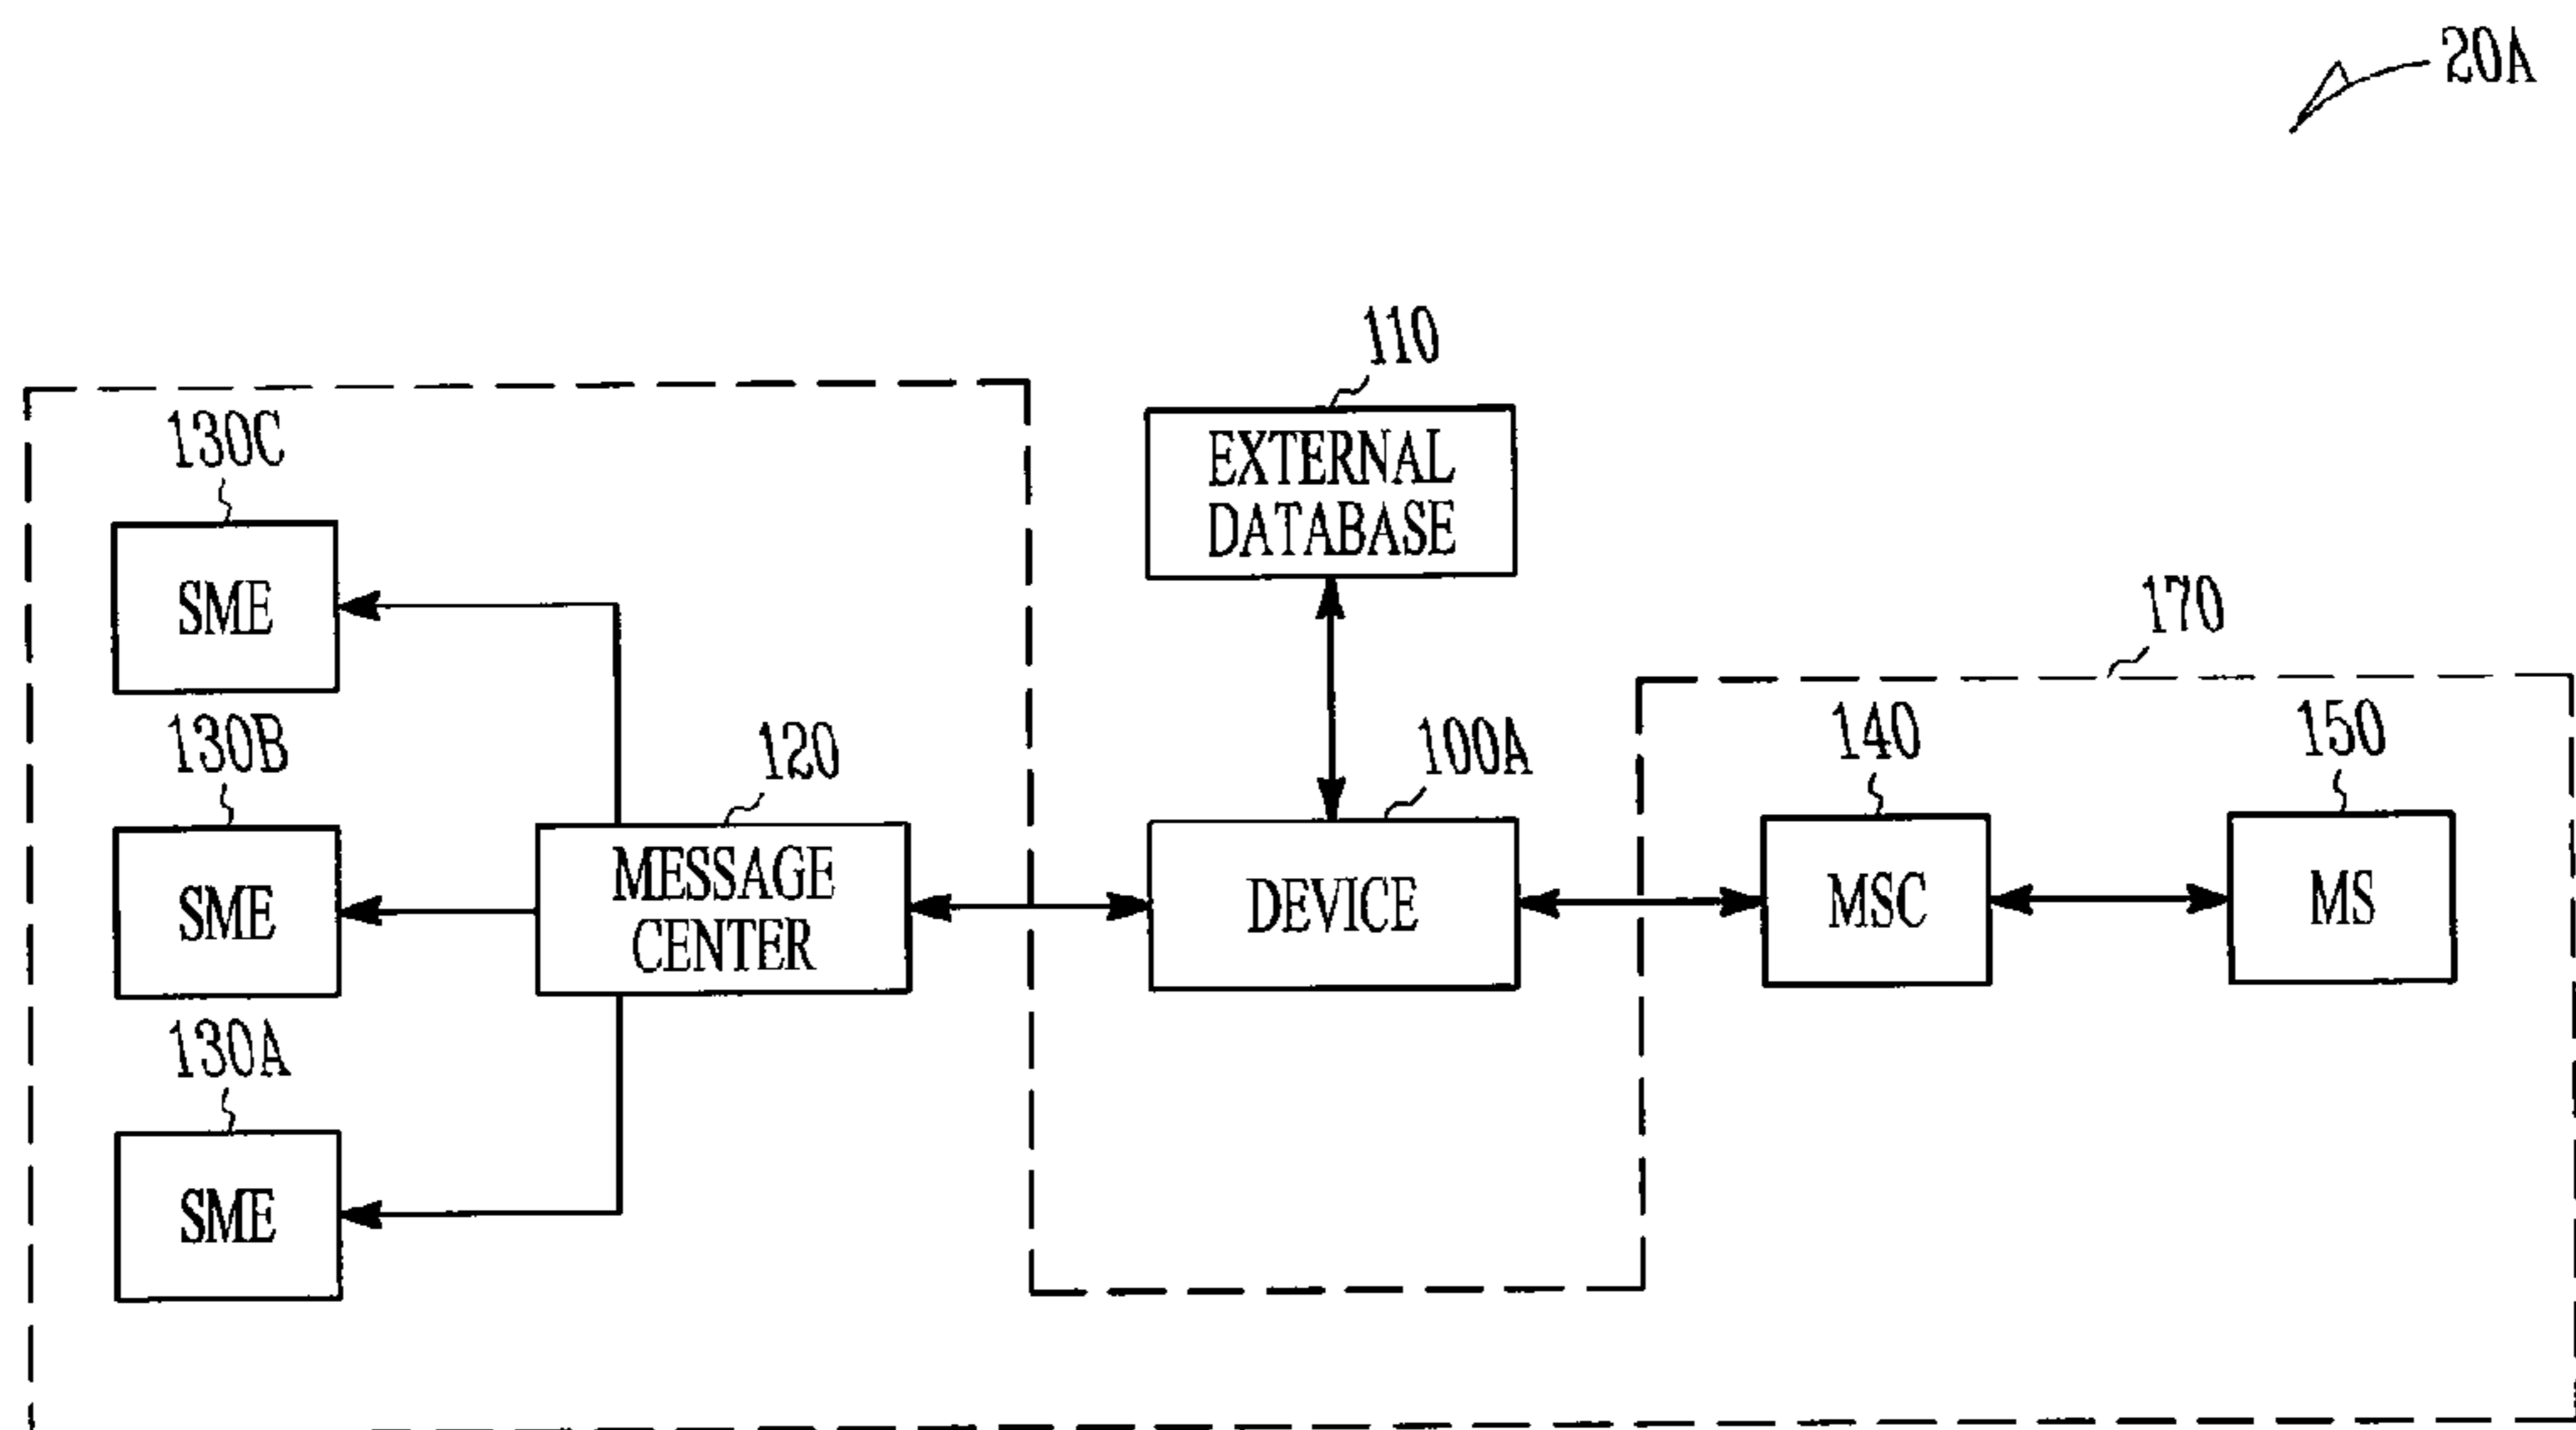 20A
110
EXTERNAL
DATABASE
130C
SME
170
130B
SME
120
MESSAGE
CENTER
100A
DEVICE
140
MSC
150
MS
130A
SME